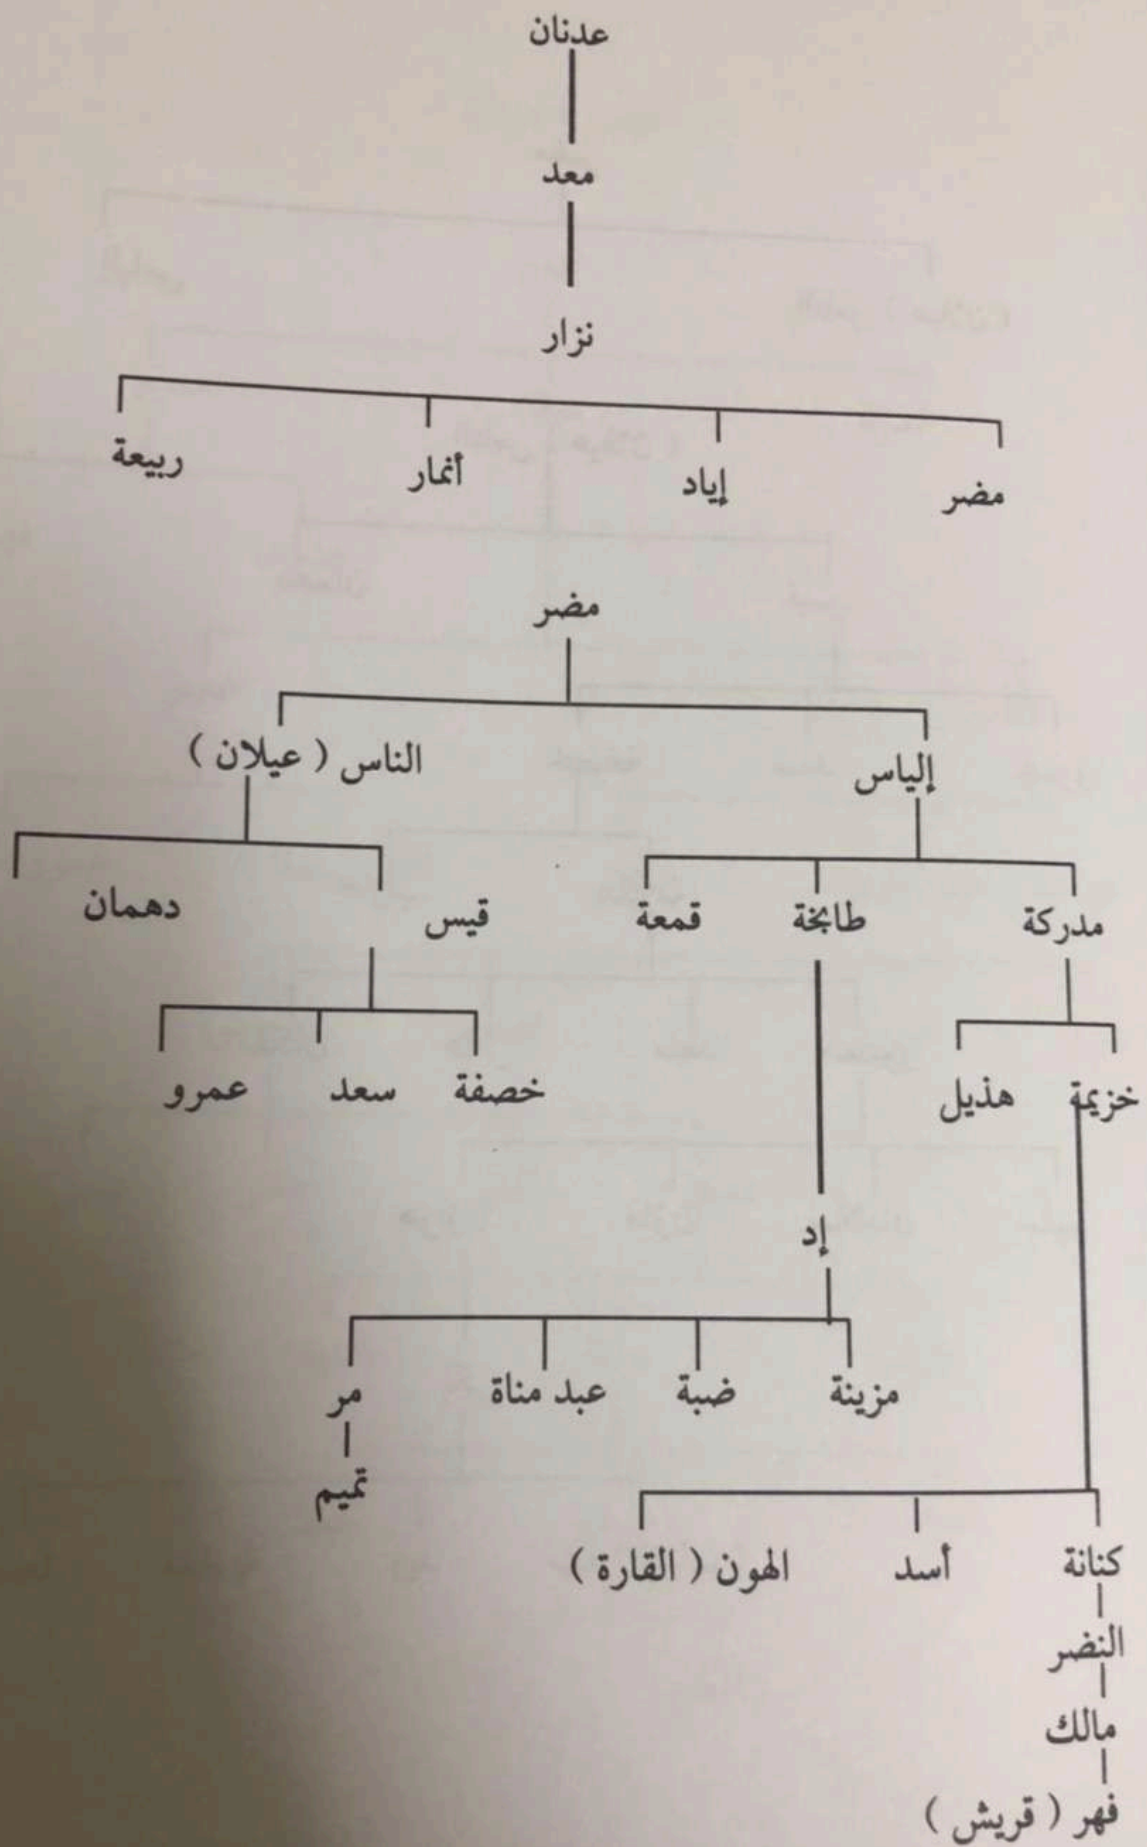 عدنان
معد
نزار
مضر إياد أنمار ربيعة
مضر
إلياس الناس ( عيلان )
مدركة طابخة قمعة قيس دهمان
خزيمة هذيل خصفة سعد عمرو
إد
مزينة ضبة عبد مناة مر
تميم
كنانة أسد الهون ( القارة )
النضر
مالك
فهر ( قريش )